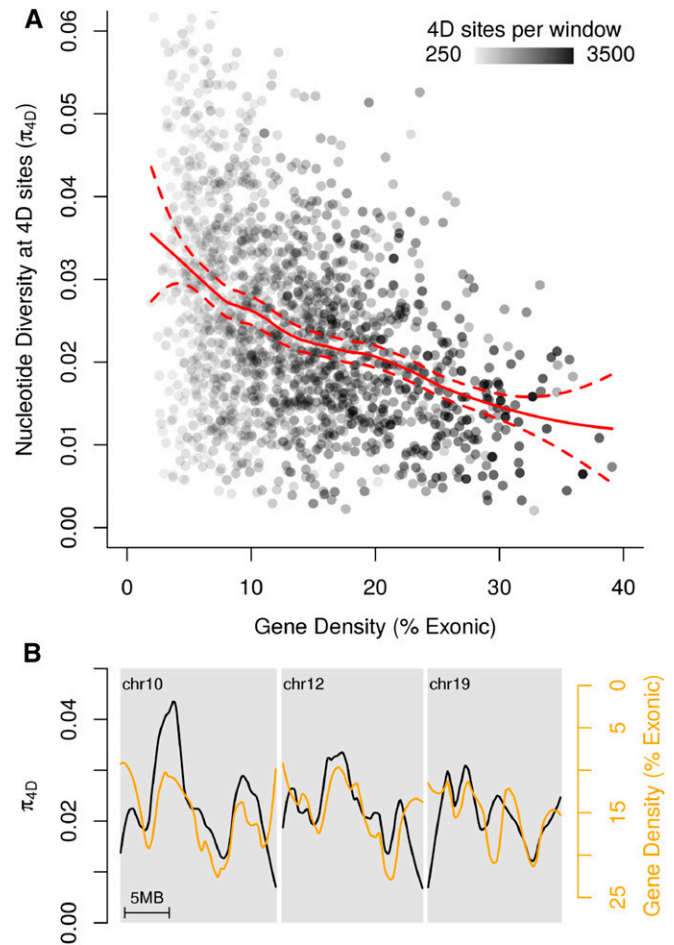 A
4D sites per window
250 3500
Nucleotide Diversity at 4D sites (π4D)
0.06
0.05
0.04
0.03
0.02
0.01
0.00
0 10 20 30 40
Gene Density (% Exonic)
B
chr10 chr12 chr19
π4D
0.04
0.02
0.00
5MB
0
5
15
25
Gene Density (% Exonic)